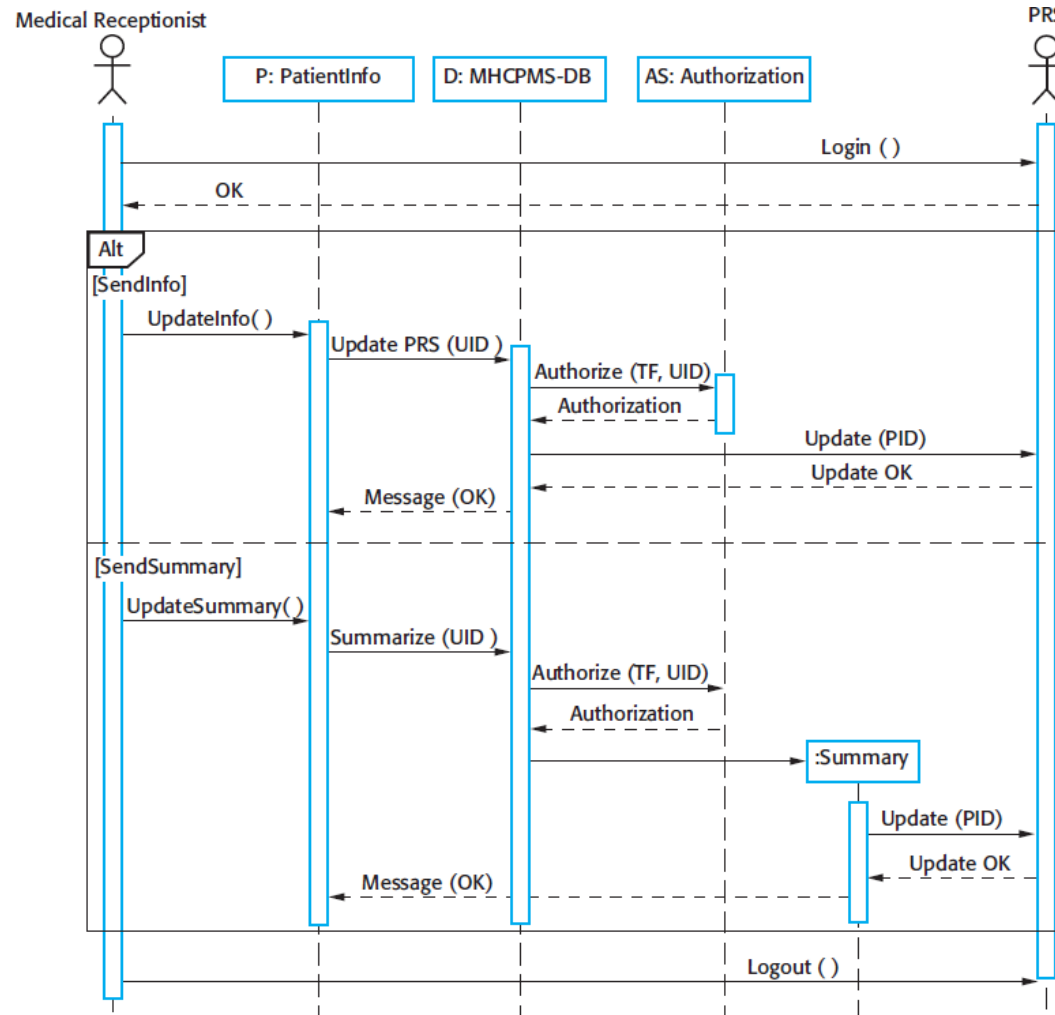 Medical Receptionist
PRS
P: PatientInfo
D: MHCPMS-DB
AS: Authorization
Login ( )
OK
Alt
[SendInfo]
UpdateInfo( )
Update PRS (UID )
Authorize (TF, UID)
Authorization
Update (PID)
Update OK
Message (OK)
[SendSummary]
UpdateSummary( )
Summarize (UID )
Authorize (TF, UID)
Authorization
:Summary
Update (PID)
Update OK
Message (OK)
Logout ( )